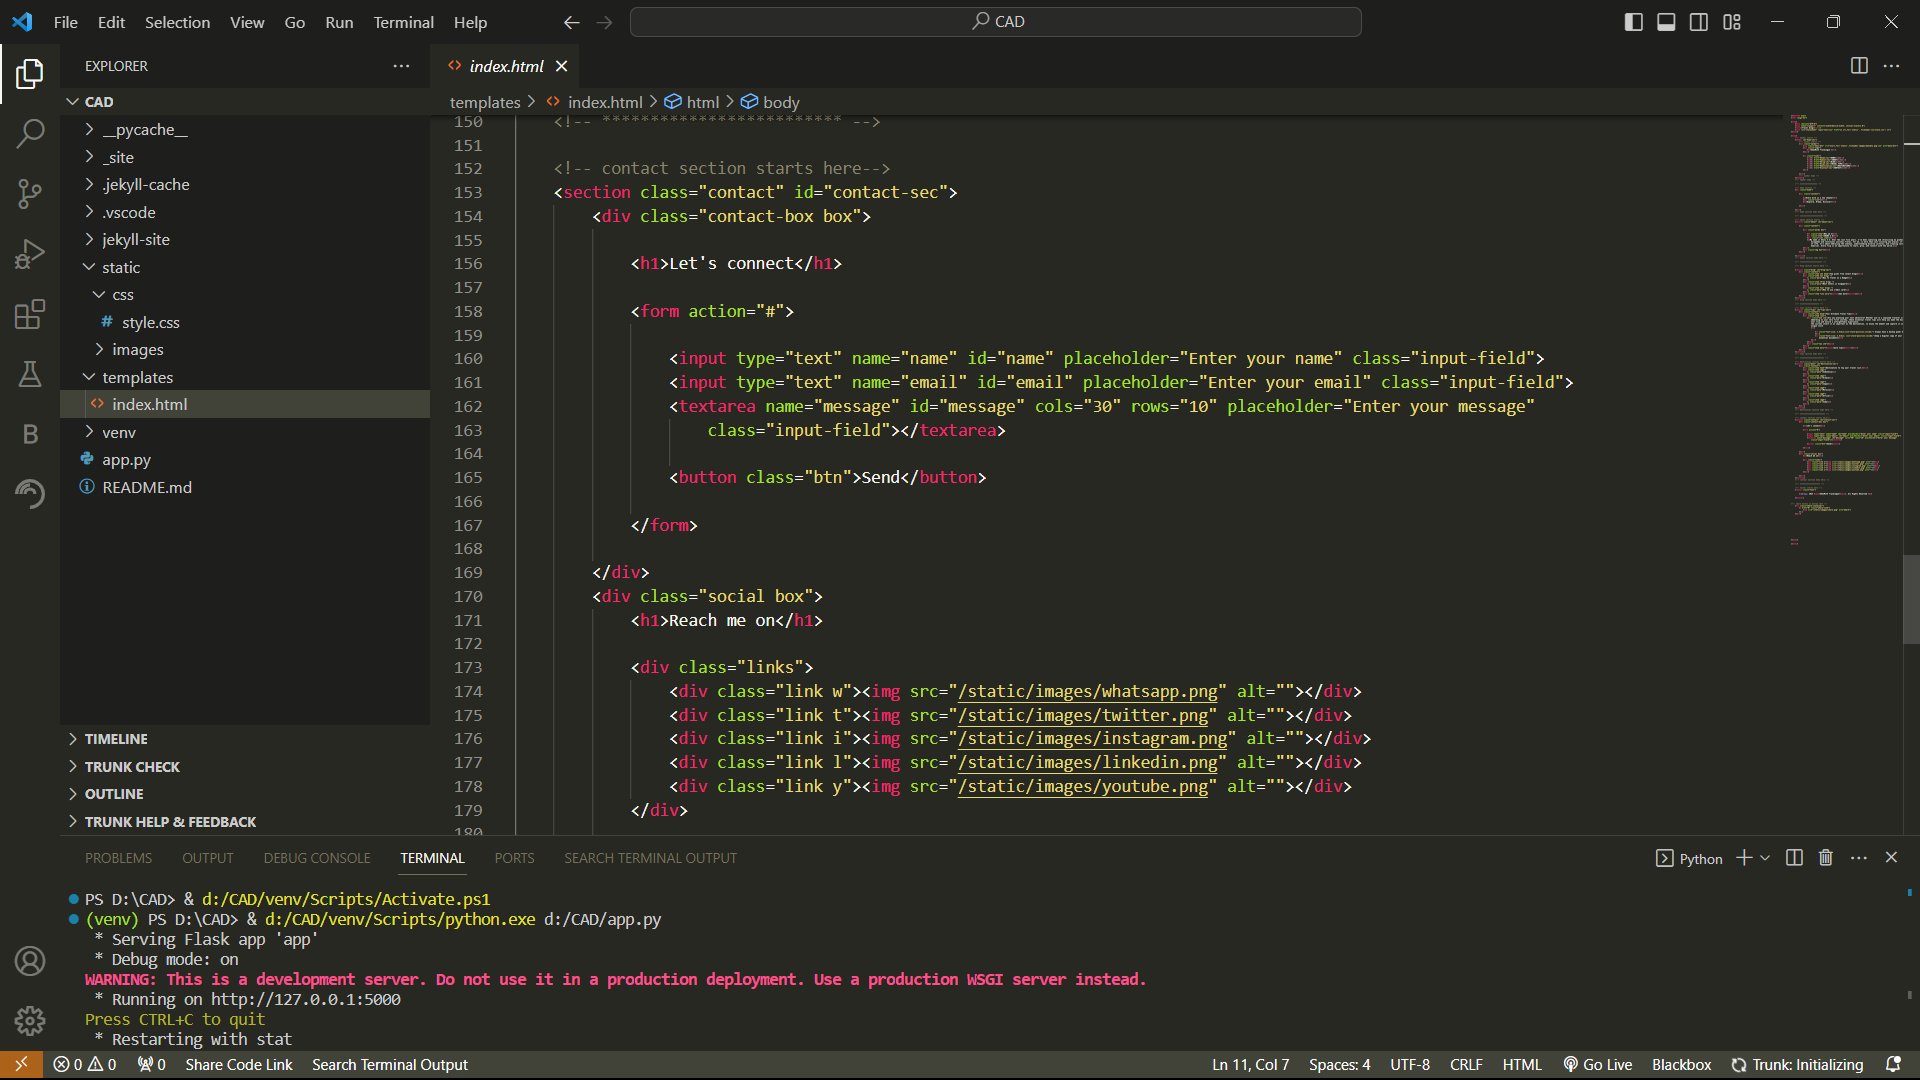 File Edit Selection View Go Run Terminal Help
CAD
EXPLORER
index.html
CAD
templates > index.html > html > body
__pycache__
_site
.jekyll-cache
.vscode
jekyll-site
static
css
# style.css
images
templates
index.html
venv
app.py
README.md
TIMELINE
TRUNK CHECK
OUTLINE
TRUNK HELP & FEEDBACK
150 <!-- ************************* -->
151
152 <!-- contact section starts here-->
153 <section class="contact" id="contact-sec">
154 <div class="contact-box box">
155
156 <h1>Let's connect</h1>
157
158 <form action="#">
159
160 <input type="text" name="name" id="name" placeholder="Enter your name" class="input-field">
161 <input type="text" name="email" id="email" placeholder="Enter your email" class="input-field">
162 <textarea name="message" id="message" cols="30" rows="10" placeholder="Enter your message"
163 class="input-field"></textarea>
164
165 <button class="btn">Send</button>
166
167 </form>
168
169 </div>
170 <div class="social box">
171 <h1>Reach me on</h1>
172
173 <div class="links">
174 <div class="link w"><img src="/static/images/whatsapp.png" alt=""></div>
175 <div class="link t"><img src="/static/images/twitter.png" alt=""></div>
176 <div class="link i"><img src="/static/images/instagram.png" alt=""></div>
177 <div class="link l"><img src="/static/images/linkedin.png" alt=""></div>
178 <div class="link y"><img src="/static/images/youtube.png" alt=""></div>
179 </div>
180
PROBLEMS OUTPUT DEBUG CONSOLE TERMINAL PORTS SEARCH TERMINAL OUTPUT
Python
PS D:\CAD> & d:/CAD/venv/Scripts/Activate.ps1
(venv) PS D:\CAD> & d:/CAD/venv/Scripts/python.exe d:/CAD/app.py
* Serving Flask app 'app'
* Debug mode: on
WARNING: This is a development server. Do not use it in a production deployment. Use a production WSGI server instead.
* Running on http://127.0.0.1:5000
Press CTRL+C to quit
* Restarting with stat
0 0 0 Share Code Link Search Terminal Output Ln 11, Col 7 Spaces: 4 UTF-8 CRLF HTML Go Live Blackbox Trunk: Initializing